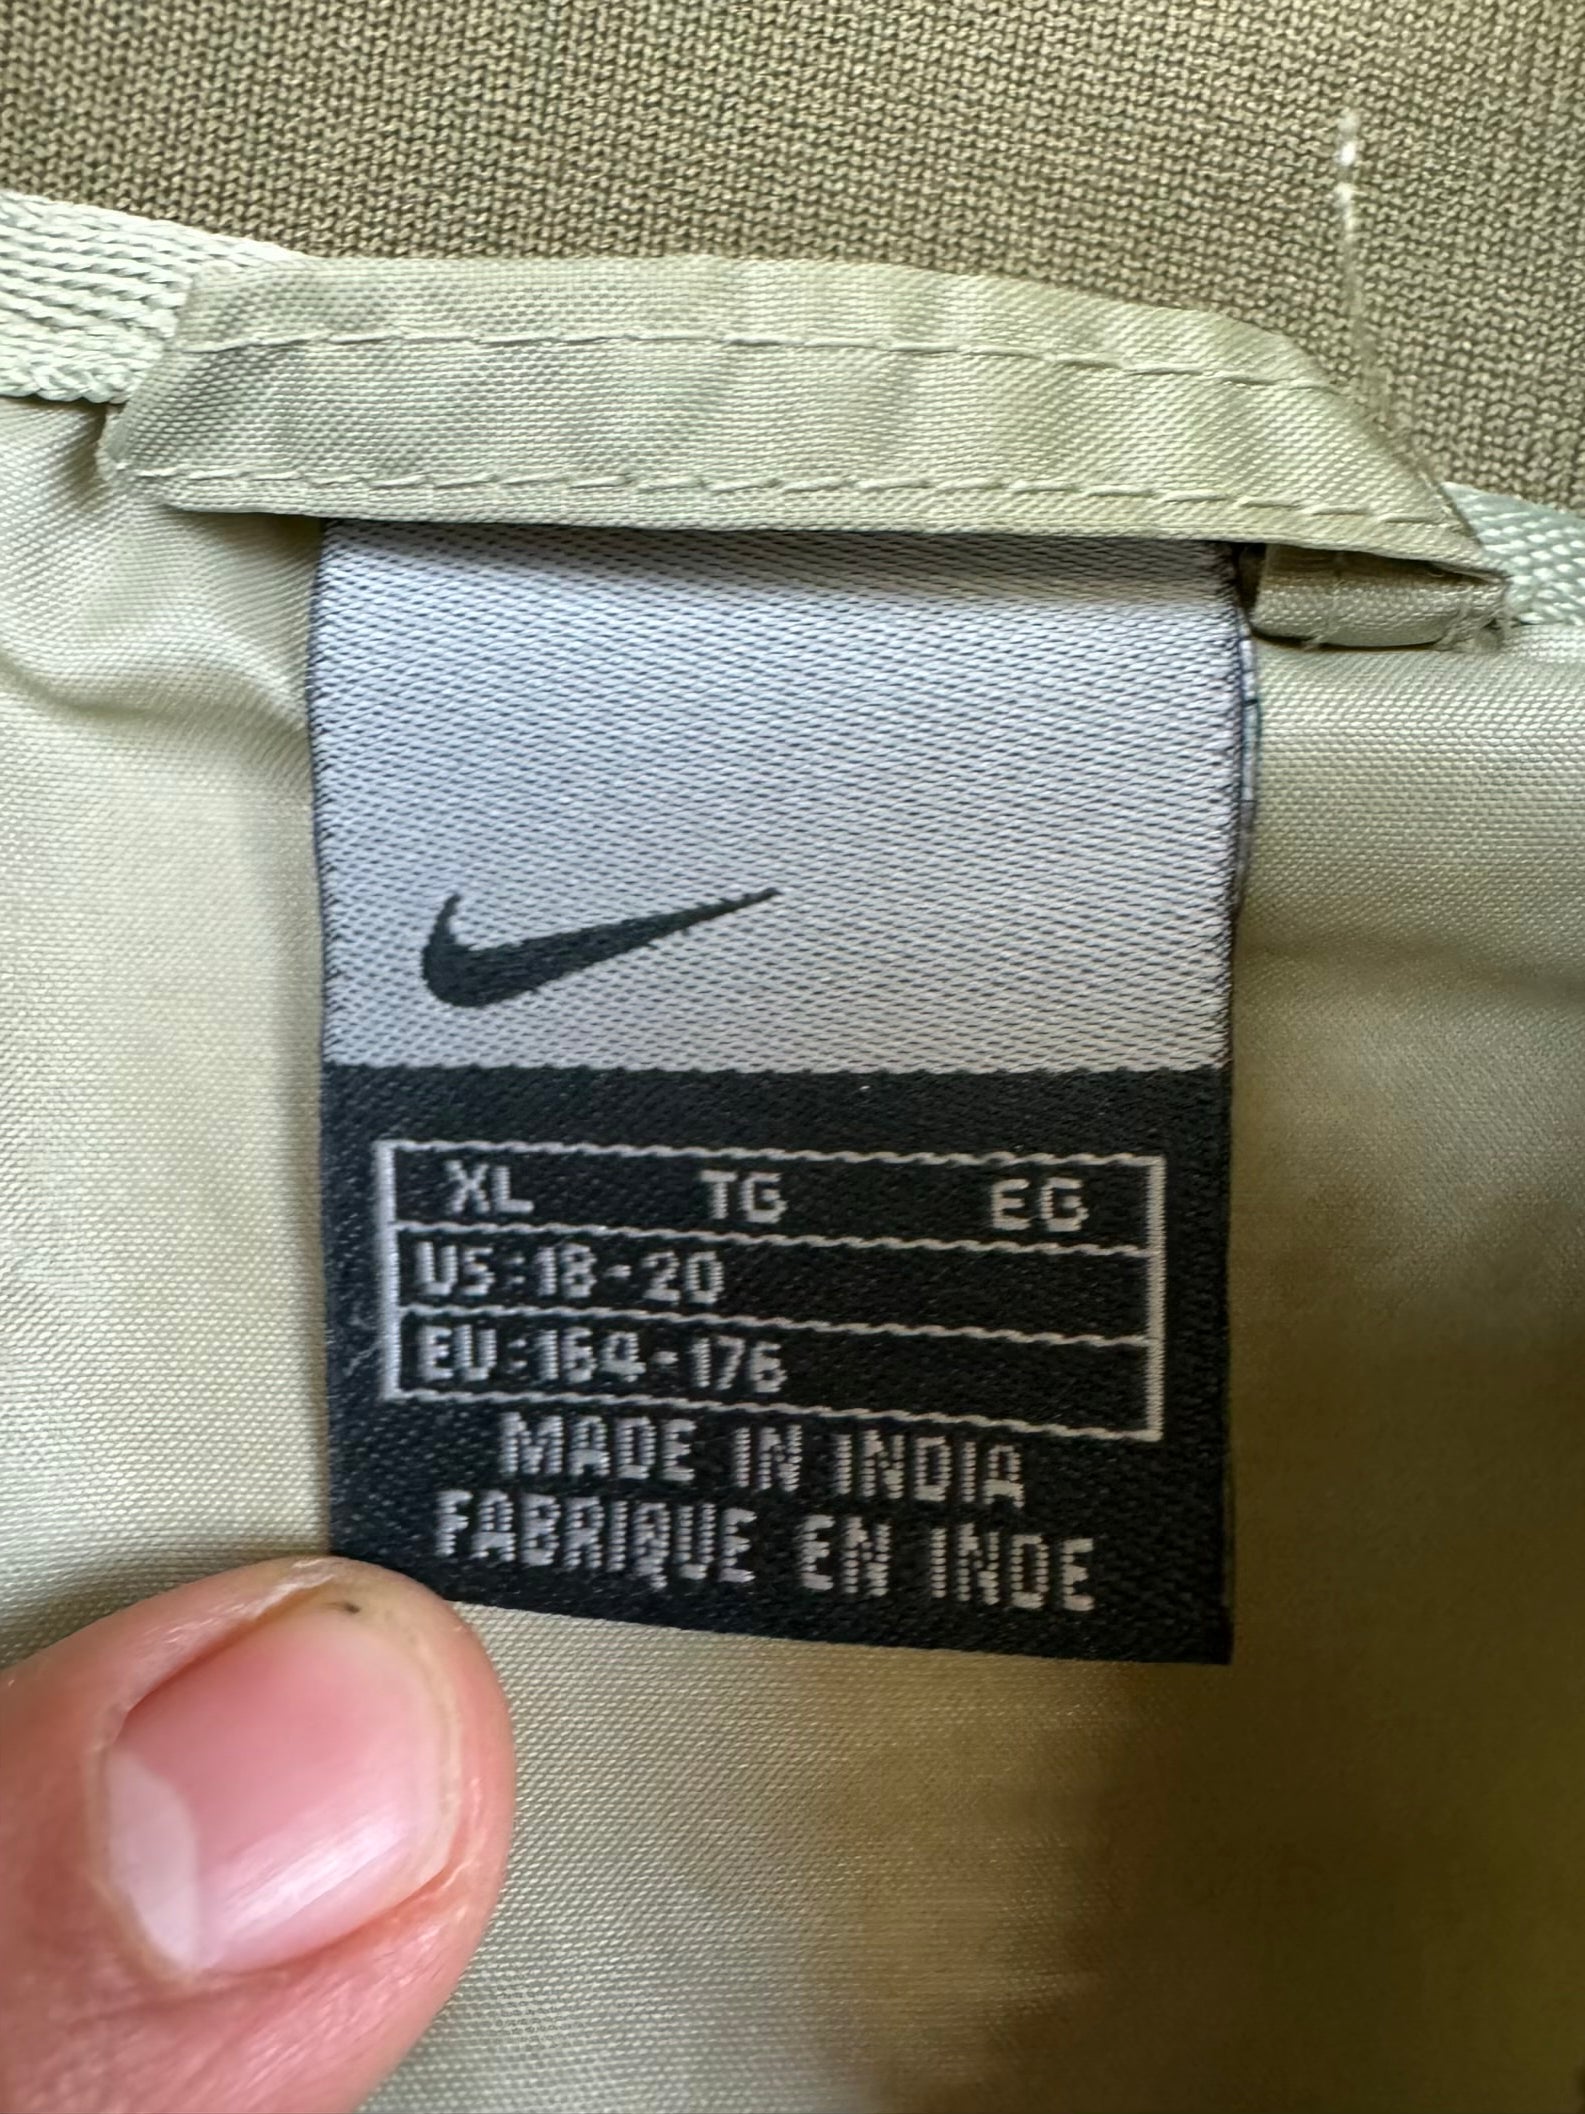 XL TG EG
US:18-20
EU:164-176
MADE IN INDIA
FABRIQUE EN INDE